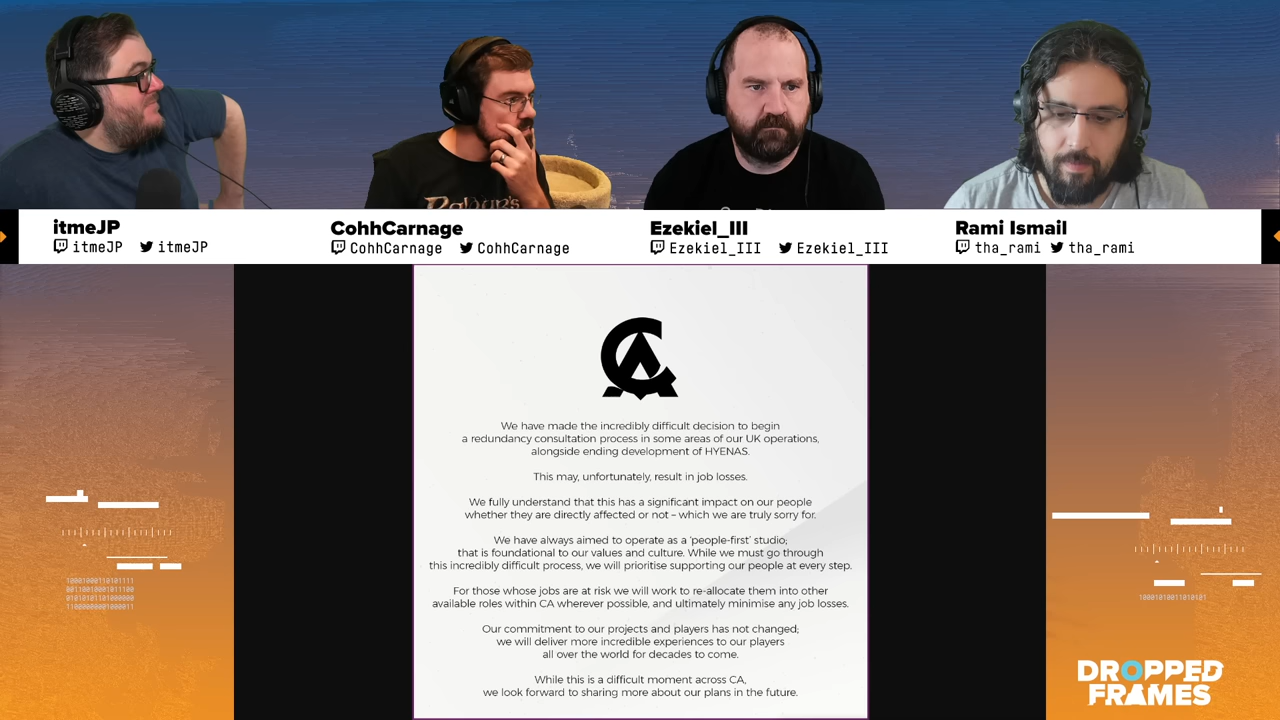 itmeJP
itmeJP itmeJP
CohhCarnage
CohhCarnage CohhCarnage
Ezekiel_III
Ezekiel_III Ezekiel_III
Rami Ismail
tha_rami tha_rami
CA
We have made the incredibly difficult decision to begin
a redundancy consultation process in some areas of our UK operations,
alongside ending development of HYENAS.
This may, unfortunately, result in job losses.
We fully understand that this has a significant impact on our people
whether they are directly affected or not – which we are truly sorry for.
We have always aimed to operate as a 'people-first' studio;
that is foundational to our values and culture. While we must go through
this incredibly difficult process, we will prioritise supporting our people at every step.
For those whose jobs are at risk we will work to re-allocate them into other
available roles within CA wherever possible, and ultimately minimise any job losses.
Our commitment to our projects and players has not changed;
we will deliver more incredible experiences to our players
all over the world for decades to come.
While this is a difficult moment across CA,
we look forward to sharing more about our plans in the future.
DROPPED
FRAMES